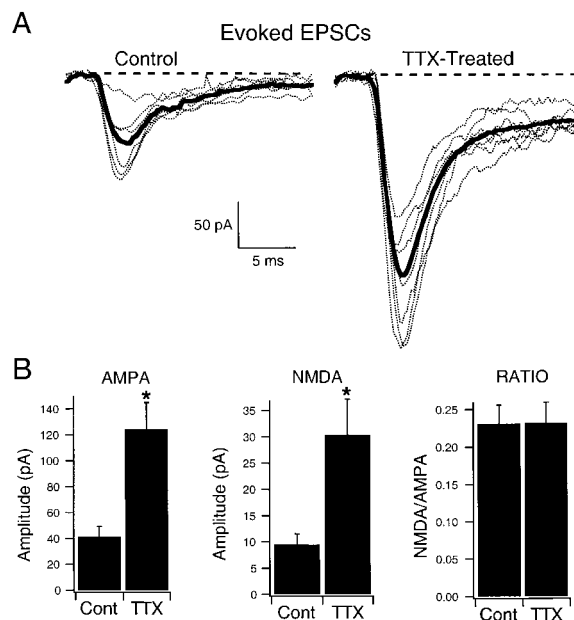 A
Evoked EPSCs
Control
TTX-Treated
50 pA
5 ms
B
AMPA
*
Amplitude (pA)
140
120
100
80
60
40
20
0
Cont TTX
NMDA
*
Amplitude (pA)
35
30
25
20
15
10
5
0
Cont TTX
RATIO
NMDA/AMPA
0.25
0.20
0.15
0.10
0.05
0.00
Cont TTX